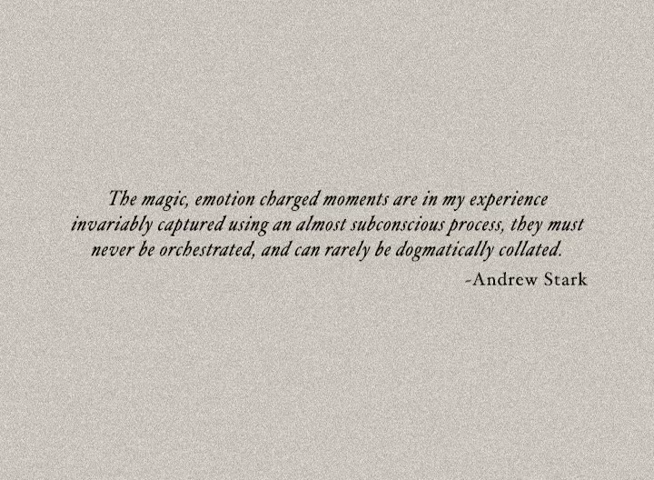 The magic, emotion charged moments are in my experience
invariably captured using an almost subconscious process, they must
never be orchestrated, and can rarely be dogmatically collated.
-Andrew Stark